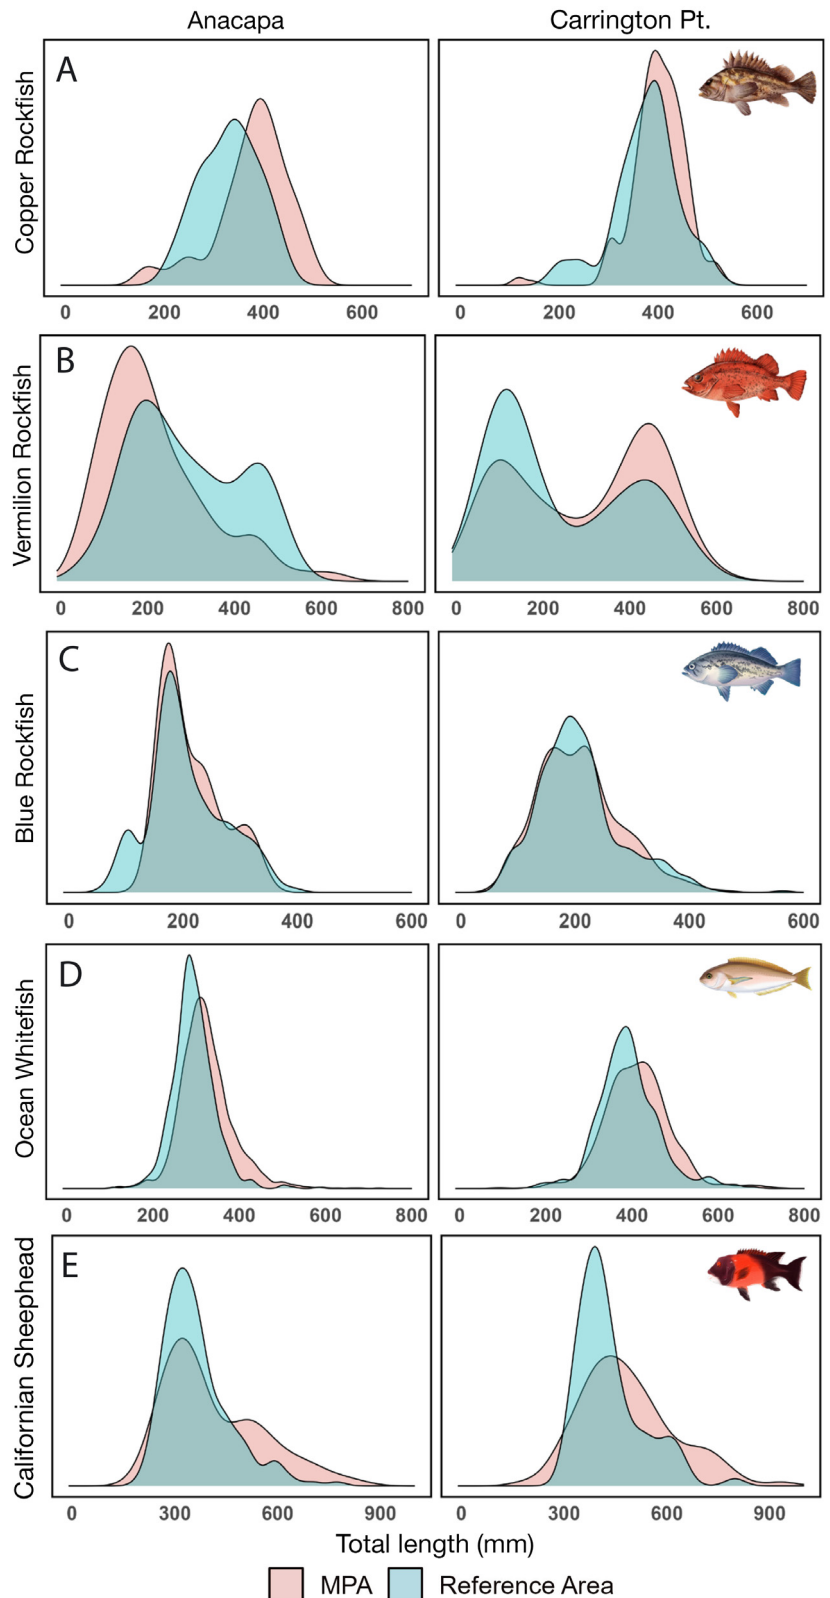 Anacapa Carrington Pt.
A
Copper Rockfish
0 200 400 600 0 200 400 600
B
Vermilion Rockfish
0 200 400 600 800 0 200 400 600 800
C
Blue Rockfish
0 200 400 600 0 200 400 600
D
Ocean Whitefish
0 200 400 600 800 0 200 400 600 800
E
Californian Sheephead
0 300 600 900 0 300 600 900
Total length (mm)
MPA Reference Area